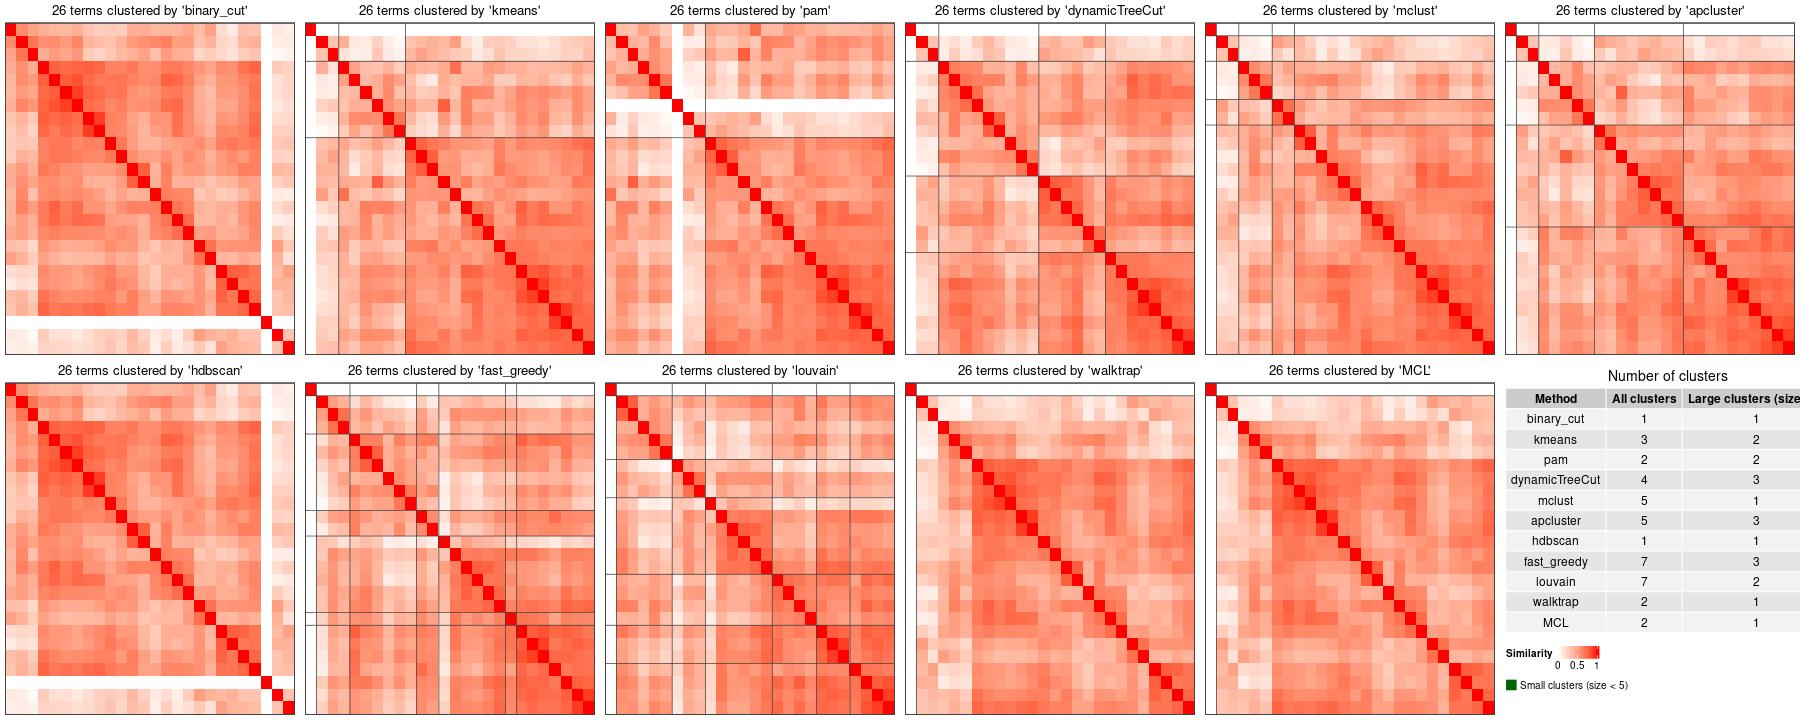 26 terms clustered by 'binary_cut'
26 terms clustered by 'kmeans'
26 terms clustered by 'pam'
26 terms clustered by 'dynamicTreeCut'
26 terms clustered by 'mclust'
26 terms clustered by 'apcluster'
26 terms clustered by 'hdbscan'
26 terms clustered by 'fast_greedy'
26 terms clustered by 'louvain'
26 terms clustered by 'walktrap'
26 terms clustered by 'MCL'
Number of clusters
Method All clusters Large clusters (size
binary_cut 1 1
kmeans 3 2
pam 2 2
dynamicTreeCut 4 3
mclust 5 1
apcluster 5 3
hdbscan 1 1
fast_greedy 7 3
louvain 7 2
walktrap 2 1
MCL 2 1
Similarity
0 0.5 1
Small clusters (size < 5)